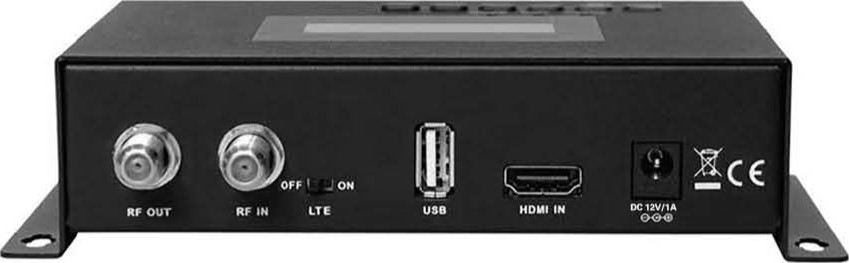 OFF ON
RF OUT RF IN LTE USB HDMI IN DC 12V/1A
CE